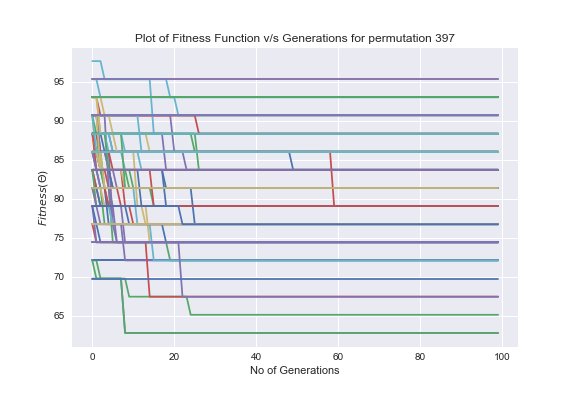 Plot of Fitness Function v/s Generations for permutation 397
95
90
85
80
75
70
65
Fitness(Θ)
0 20 40 60 80 100
No of Generations